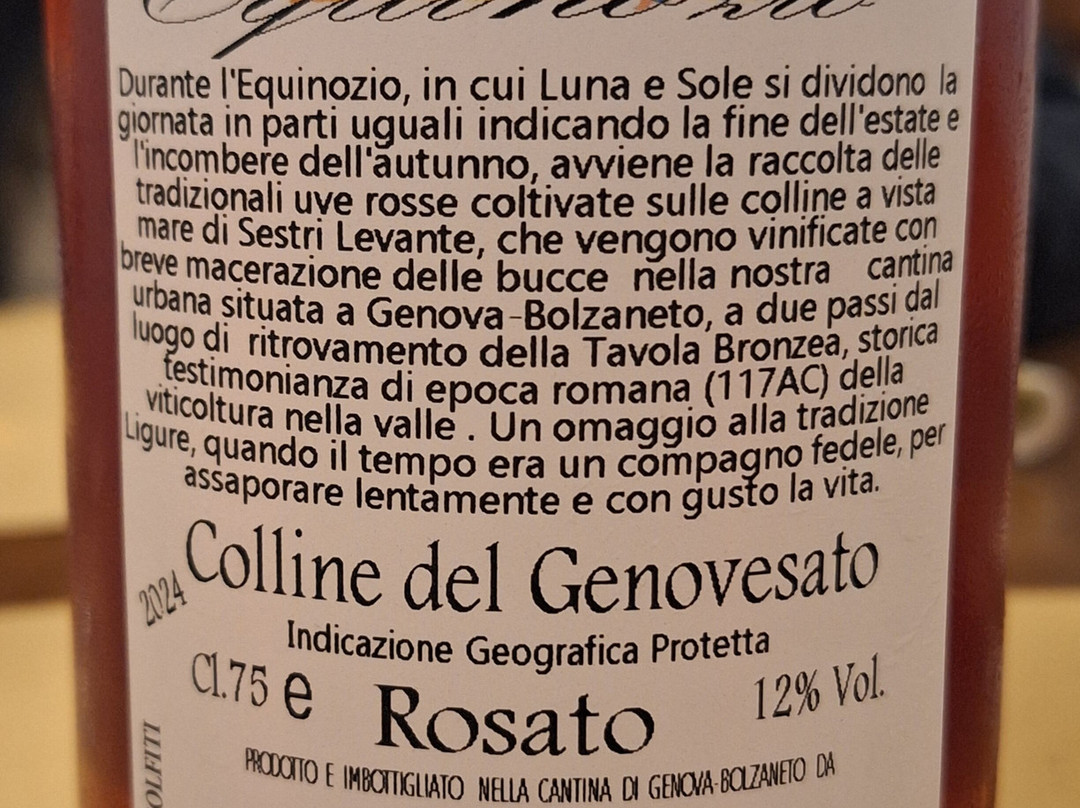 Durante l'Equinozio, in cui Luna e Sole si dividono la
giornata in parti uguali indicando la fine dell'estate e
l'incombere dell'autunno, avviene la raccolta delle
tradizionali uve rosse coltivate sulle colline a vista
mare di Sestri Levante, che vengono vinificate con
breve macerazione delle bucce nella nostra cantina
urbana situata a Genova-Bolzaneto, a due passi dal
luogo di ritrovamento della Tavola Bronzea, storica
testimonianza di epoca romana (117AC) della
viticoltura nella valle . Un omaggio alla tradizione
Ligure, quando il tempo era un compagno fedele, per
assaporare lentamente e con gusto la vita.
Colline del Genovesato
2024
Indicazione Geografica Protetta
Cl.75 e Rosato 12% Vol.
PRODOTTO E IMBOTTIGLIATO NELLA CANTINA DI GENOVA-BOLZANETO DA
OLFITI